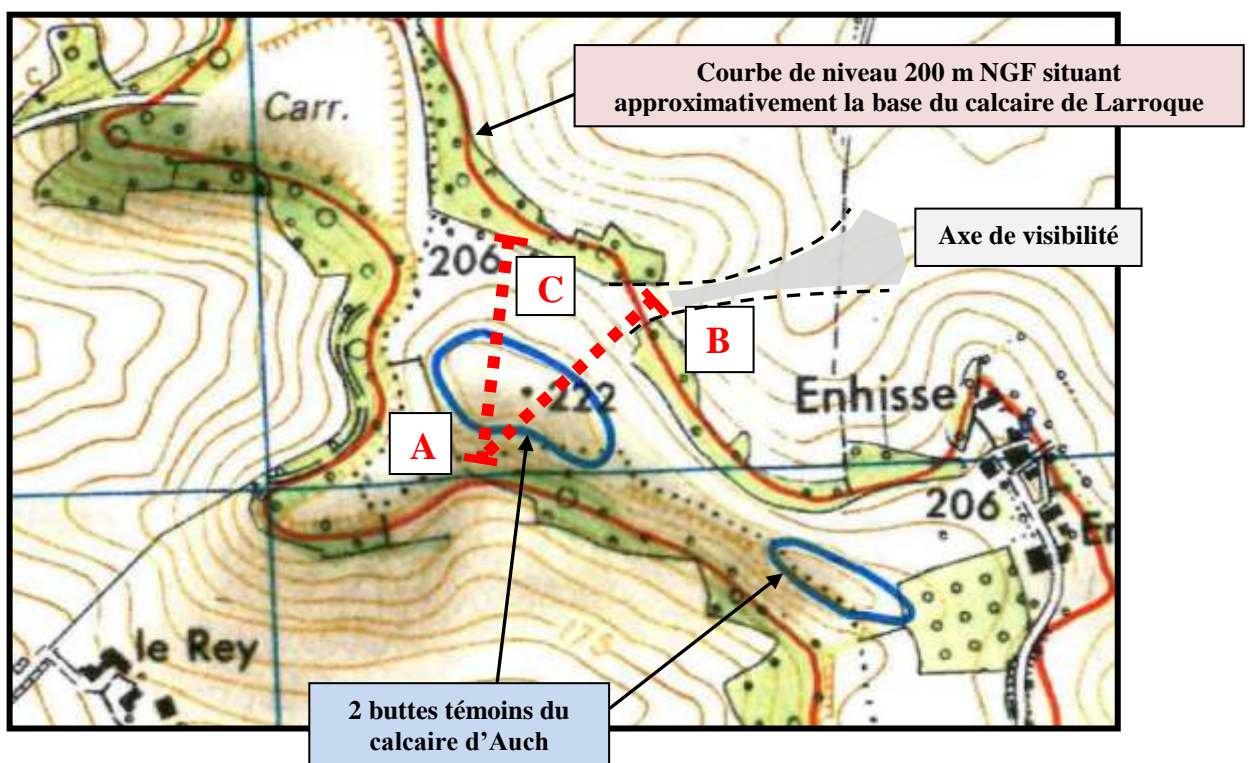 Courbe de niveau 200 m NGF situant
approximativement la base du calcaire de Larroque
Carr.
Axe de visibilité
206
C
B
222
Enhisse
A
206
En
175
le Rey
2 buttes témoins du
calcaire d’Auch